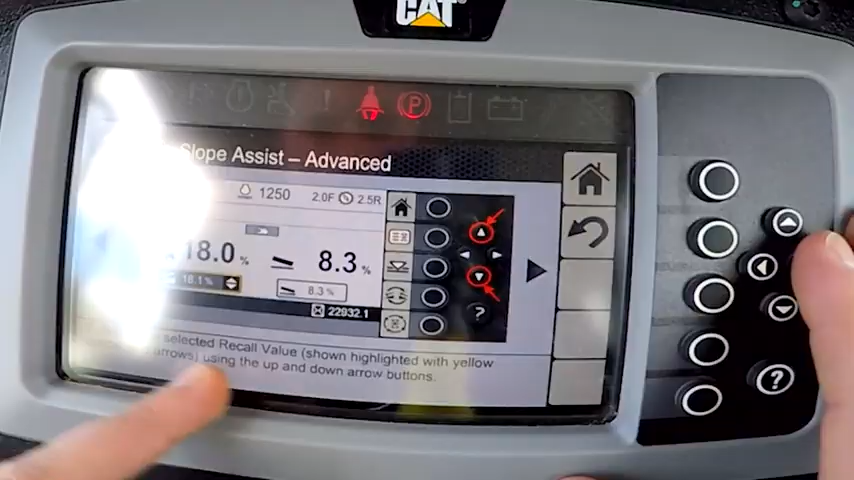 CAT
P
Slope Assist – Advanced
1250 2.0F 2.5R
18.0 % 8.3 %
18.1 % 8.3 %
22932.1
?
selected Recall Value (shown highlighted with yellow
arrows) using the up and down arrow buttons.
?